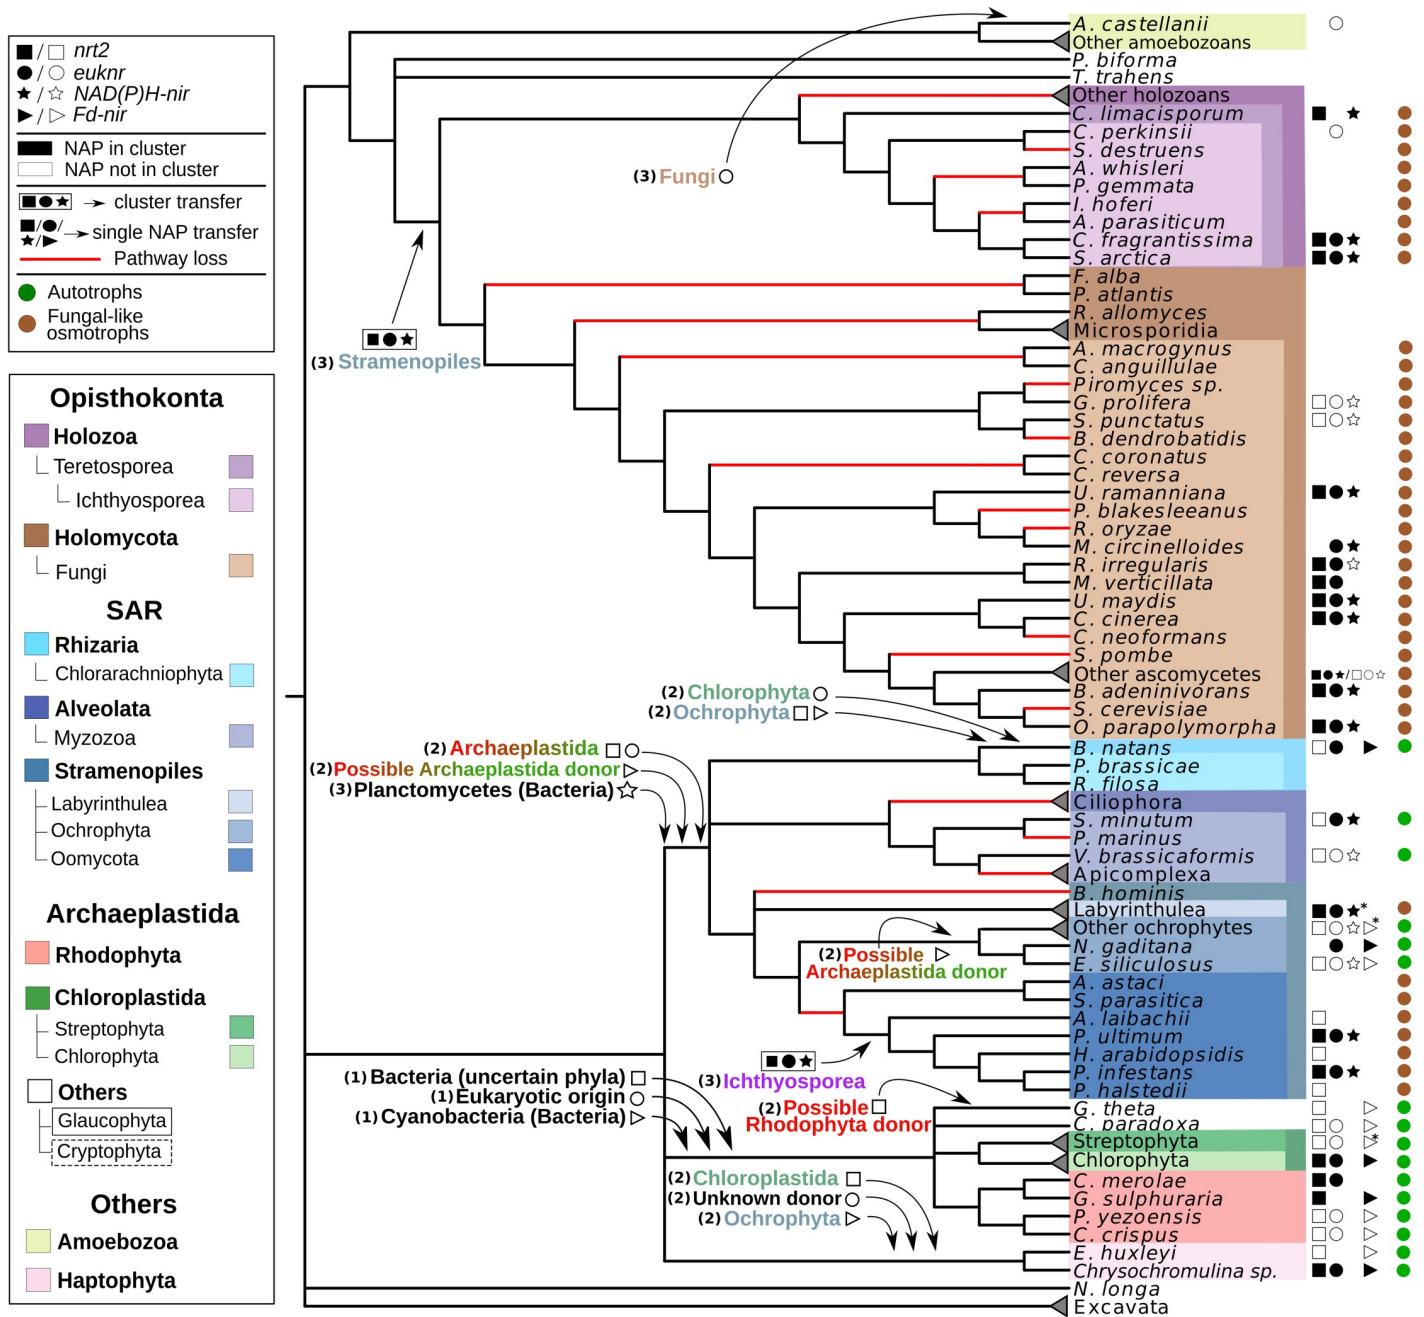 / nrt2
/ euknr
/ NAD(P)H-nir
/ Fd-nir
NAP in cluster
NAP not in cluster
cluster transfer
single NAP transfer
Pathway loss
Autotrophs
Fungal-like
osmotrophs
Opisthokonta
Holozoa
Teretosporea
Ichthyosporea
Holomycota
Fungi
SAR
Rhizaria
Chlorarachniophyta
Alveolata
Myzozoa
Stramenopiles
Labyrinthulea
Ochrophyta
Oomycota
Archaeplastida
Rhodophyta
Chloroplastida
Streptophyta
Chlorophyta
Others
Glaucophyta
Cryptophyta
Others
Amoebozoa
Haptophyta
(3) Fungi
(3) Stramenopiles
(2) Chlorophyta
(2) Ochrophyta
(2) Archaeplastida
(2) Possible Archaeplastida donor
(3) Planctomycetes (Bacteria)
(2) Possible
Archaeplastida donor
(3) Ichthyosporea
(1) Bacteria (uncertain phyla)
(1) Eukaryotic origin
(1) Cyanobacteria (Bacteria)
(2) Possible
Rhodophyta donor
(2) Chloroplastida
(2) Unknown donor
(2) Ochrophyta
A. castellanii
Other amoebozoans
P. biforma
T. trahens
Other holozoans
C. limacisporum
C. perkinsii
S. destruens
A. whisleri
P. gemmata
I. hoferi
A. parasiticum
C. fragrantissima
S. arctica
F. alba
P. atlantis
R. allomyces
Microsporidia
A. macrogynus
C. anguillulae
Piromyces sp.
G. prolifera
S. punctatus
B. dendrobatidis
C. coronatus
C. reversa
U. ramanniana
P. blakesleeanus
R. oryzae
M. circinelloides
R. irregularis
M. verticillata
U. maydis
C. cinerea
C. neoformans
S. pombe
Other ascomycetes
B. adeninivorans
S. cerevisiae
O. parapolymorpha
B. natans
P. brassicae
R. filosa
Ciliophora
S. minutum
P. marinus
V. brassicaformis
Apicomplexa
B. hominis
Labyrinthulea *
Other ochrophytes *
N. gaditana
E. siliculosus
A. astaci
S. parasitica
A. laibachii
P. ultimum
H. arabidopsidis
P. infestans
P. halstedii
G. theta
C. paradoxa
Streptophyta *
Chlorophyta
C. merolae
G. sulphuraria
P. yezoensis
C. crispus
E. huxleyi
Chrysochromulina sp.
N. longa
Excavata